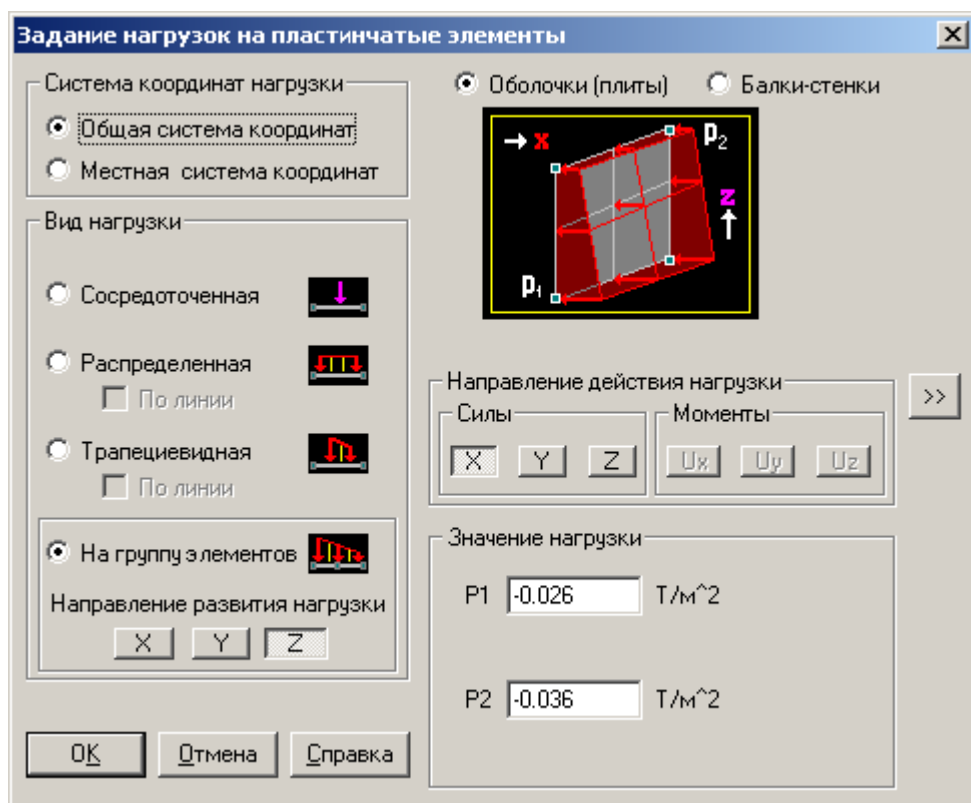 Задание нагрузок на пластинчатые элементы
Система координат нагрузки
Общая система координат
Местная система координат
Вид нагрузки
Сосредоточенная
Распределенная
По линии
Трапециевидная
По линии
На группу элементов
Направление развития нагрузки
X Y Z
OK Отмена Справка
Оболочки (плиты) Балки-стенки
x P2
z
P1
Направление действия нагрузки
Силы Моменты
X Y Z Ux Uy Uz
>>
Значение нагрузки
P1 -0.026 Т/м^2
P2 -0.036 Т/м^2